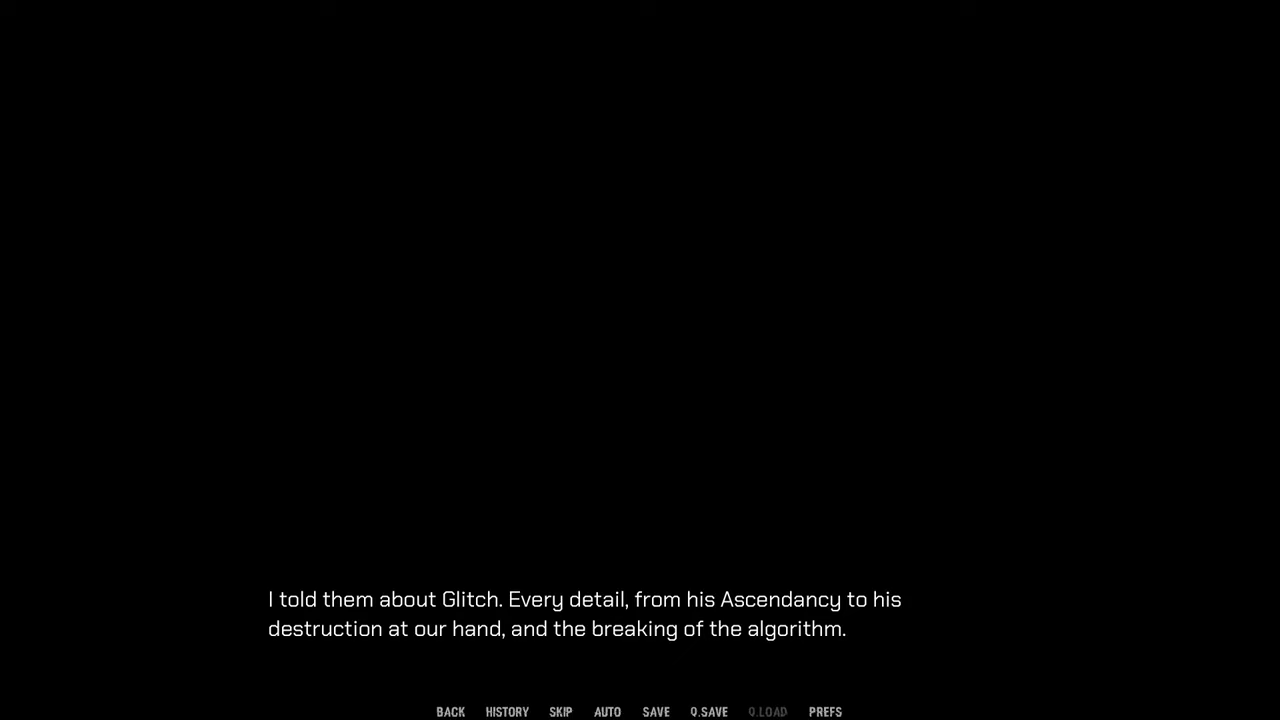 I told them about Glitch. Every detail, from his Ascendancy to his
destruction at our hand, and the breaking of the algorithm.
BACK HISTORY SKIP AUTO SAVE Q.SAVE Q.LOAD PREFS